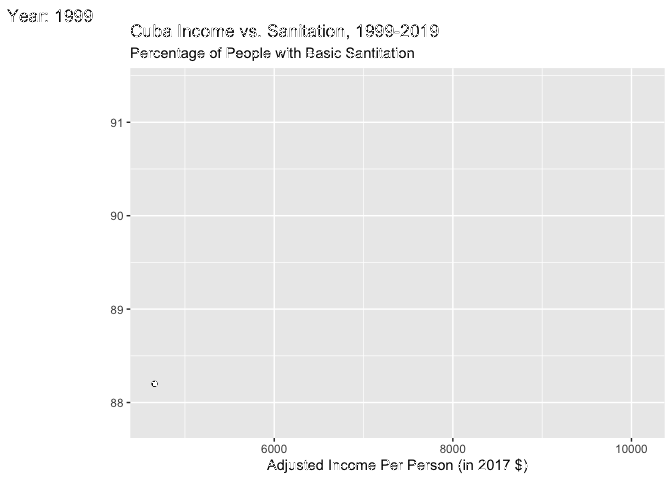 Year: 1999
Cuba Income vs. Sanitation, 1999-2019
Percentage of People with Basic Santitation
91
90
89
88
6000 8000 10000
Adjusted Income Per Person (in 2017 $)